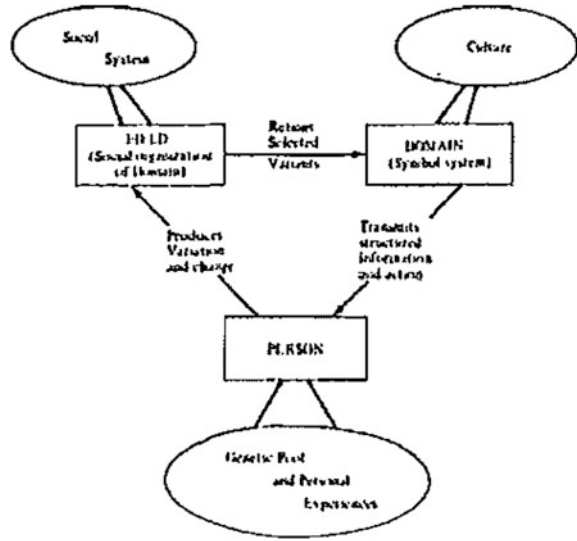 Social
System
Culture
FIELD
(Social organization
of Domain)
Retains
Selected
Variants
DOMAIN
(Symbol system)
Produces
Variation
and change
Transmits
structured
Information
and action
PERSON
Genetic Pool
and Personal
Experiences